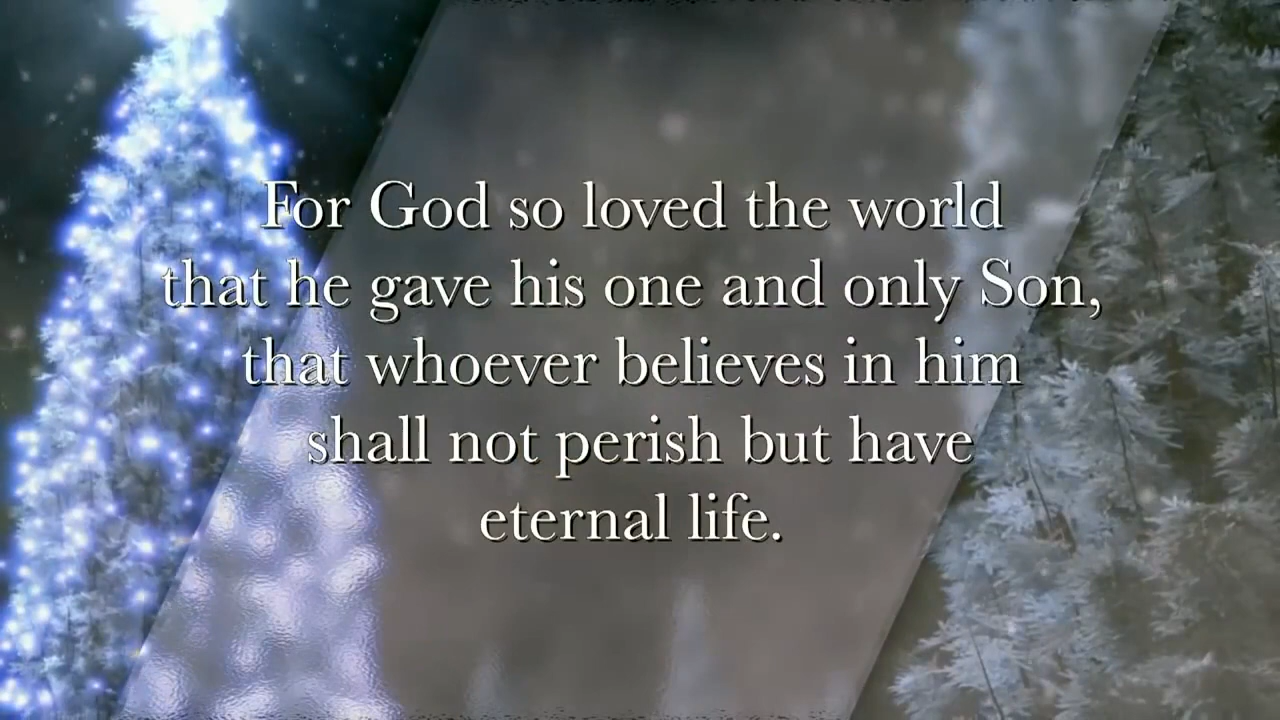 For God so loved the world
that he gave his one and only Son,
that whoever believes in him
shall not perish but have
eternal life.